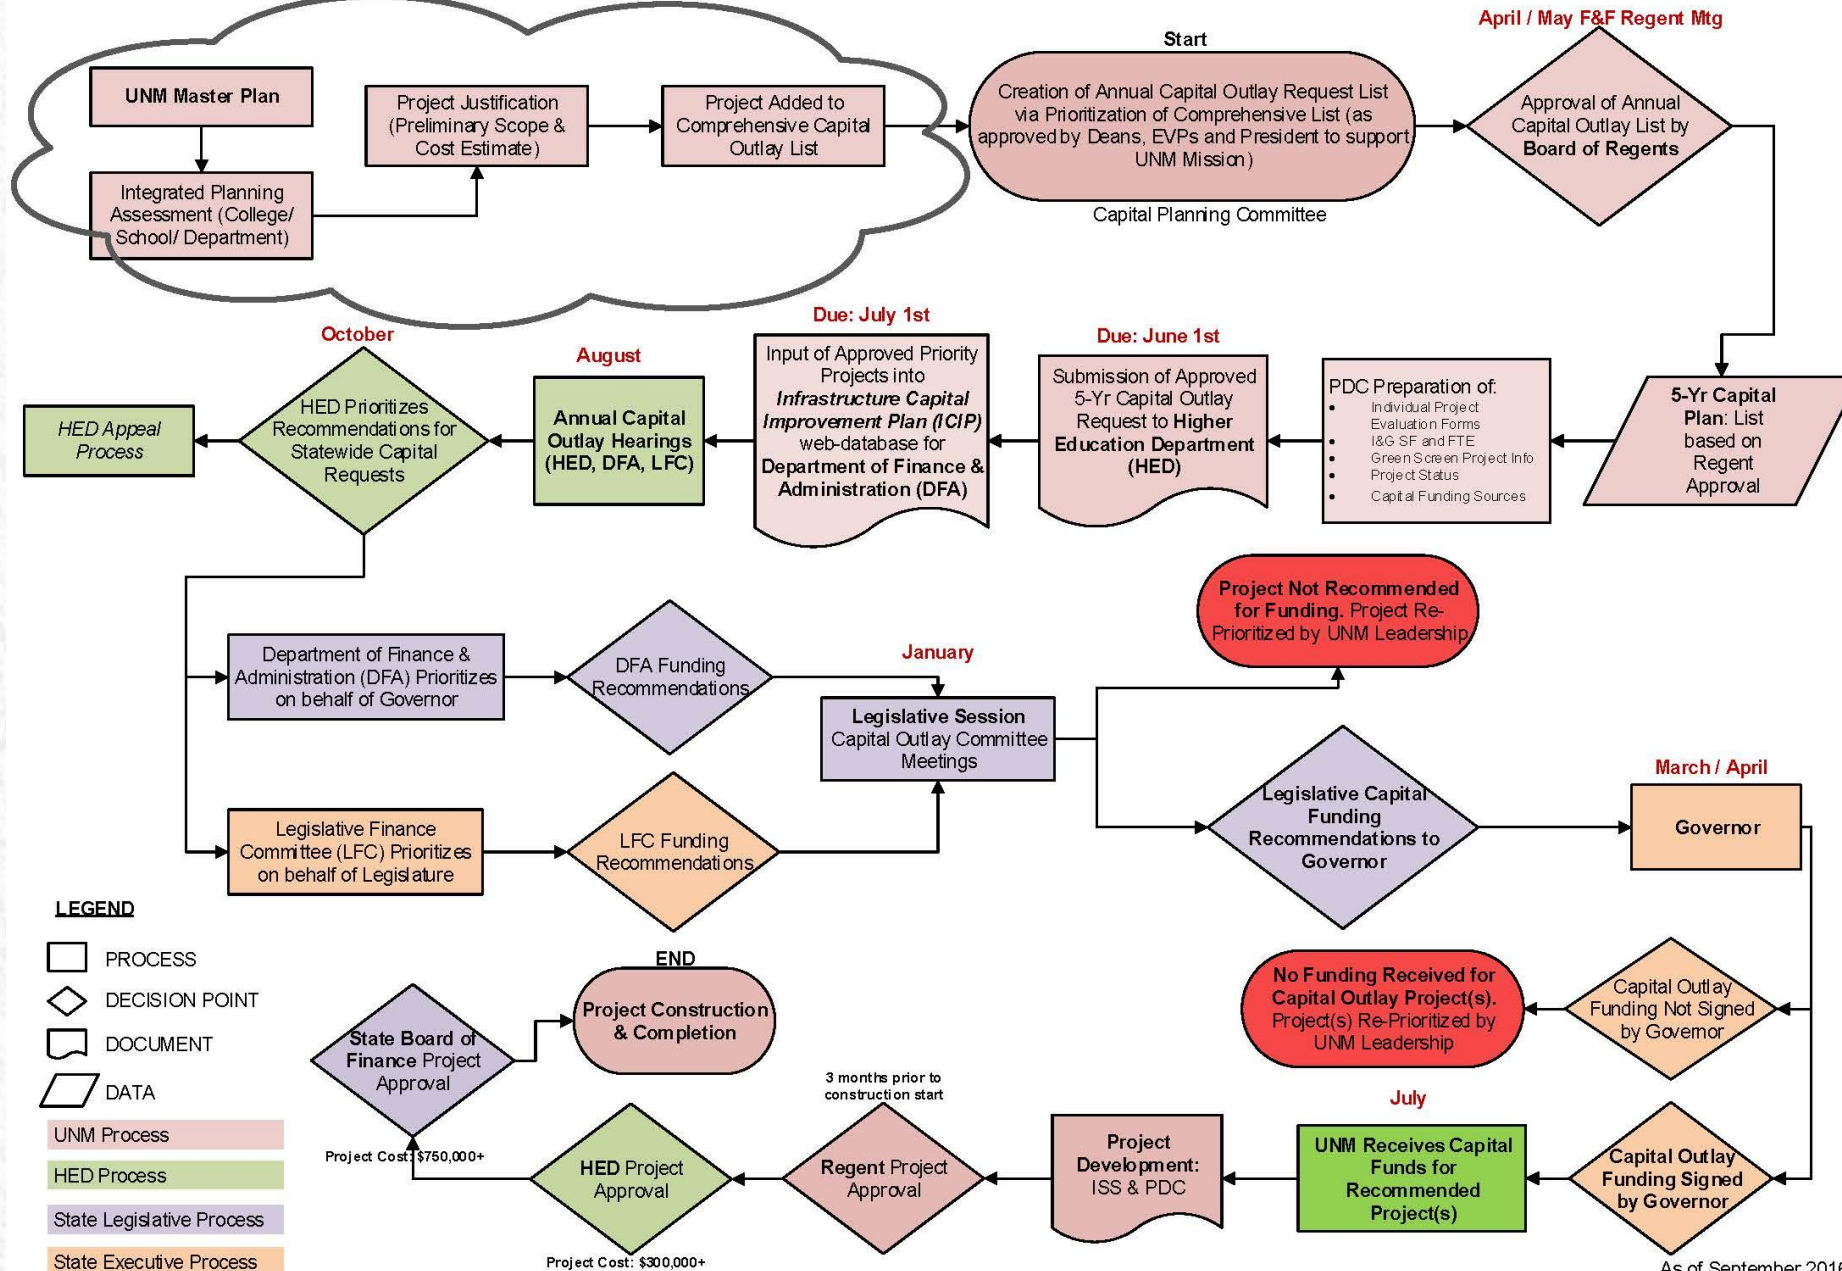 April / May F&F Regent Mtg
Start
UNM Master Plan
Project Justification
(Preliminary Scope &
Cost Estimate)
Project Added to
Comprehensive Capital
Outlay List
Creation of Annual Capital Outlay Request List
via Prioritization of Comprehensive List (as
approved by Deans, EVPs and President to support
UNM Mission)
Capital Planning Committee
Approval of Annual
Capital Outlay List by
Board of Regents
Integrated Planning
Assessment (College/
School/ Department)
October
HED Appeal
Process
HED Prioritizes
Recommendations for
Statewide Capital
Requests
August
Annual Capital
Outlay Hearings
(HED, DFA, LFC)
Due: July 1st
Input of Approved Priority
Projects into
Infrastructure Capital
Improvement Plan (ICIP)
web-database for
Department of Finance &
Administration (DFA)
Due: June 1st
Submission of Approved
5-Yr Capital Outlay
Request to Higher
Education Department
(HED)
PDC Preparation of:
• Individual Project
Evaluation Forms
• I&G SF and FTE
• Green Screen Project Info
• Project Status
• Capital Funding Sources
5-Yr Capital
Plan: List
based on
Regent
Approval
Department of Finance &
Administration (DFA) Prioritizes
on behalf of Governor
DFA Funding
Recommendations
January
Legislative Session
Capital Outlay Committee
Meetings
Project Not Recommended
for Funding. Project Re-
Prioritized by UNM Leadership
Legislative Finance
Committee (LFC) Prioritizes
on behalf of Legislature
LFC Funding
Recommendations
Legislative Capital
Funding
Recommendations to
Governor
March / April
Governor
LEGEND
PROCESS
DECISION POINT
DOCUMENT
DATA
UNM Process
HED Process
State Legislative Process
State Executive Process
State Board of
Finance Project
Approval
Project Cost: $750,000+
END
Project Construction
& Completion
HED Project
Approval
Project Cost: $300,000+
3 months prior to
construction start
Regent Project
Approval
Project
Development:
ISS & PDC
No Funding Received for
Capital Outlay Project(s).
Project(s) Re-Prioritized by
UNM Leadership
Capital Outlay
Funding Not Signed
by Governor
July
UNM Receives Capital
Funds for
Recommended
Project(s)
Capital Outlay
Funding Signed
by Governor
As of September 2016